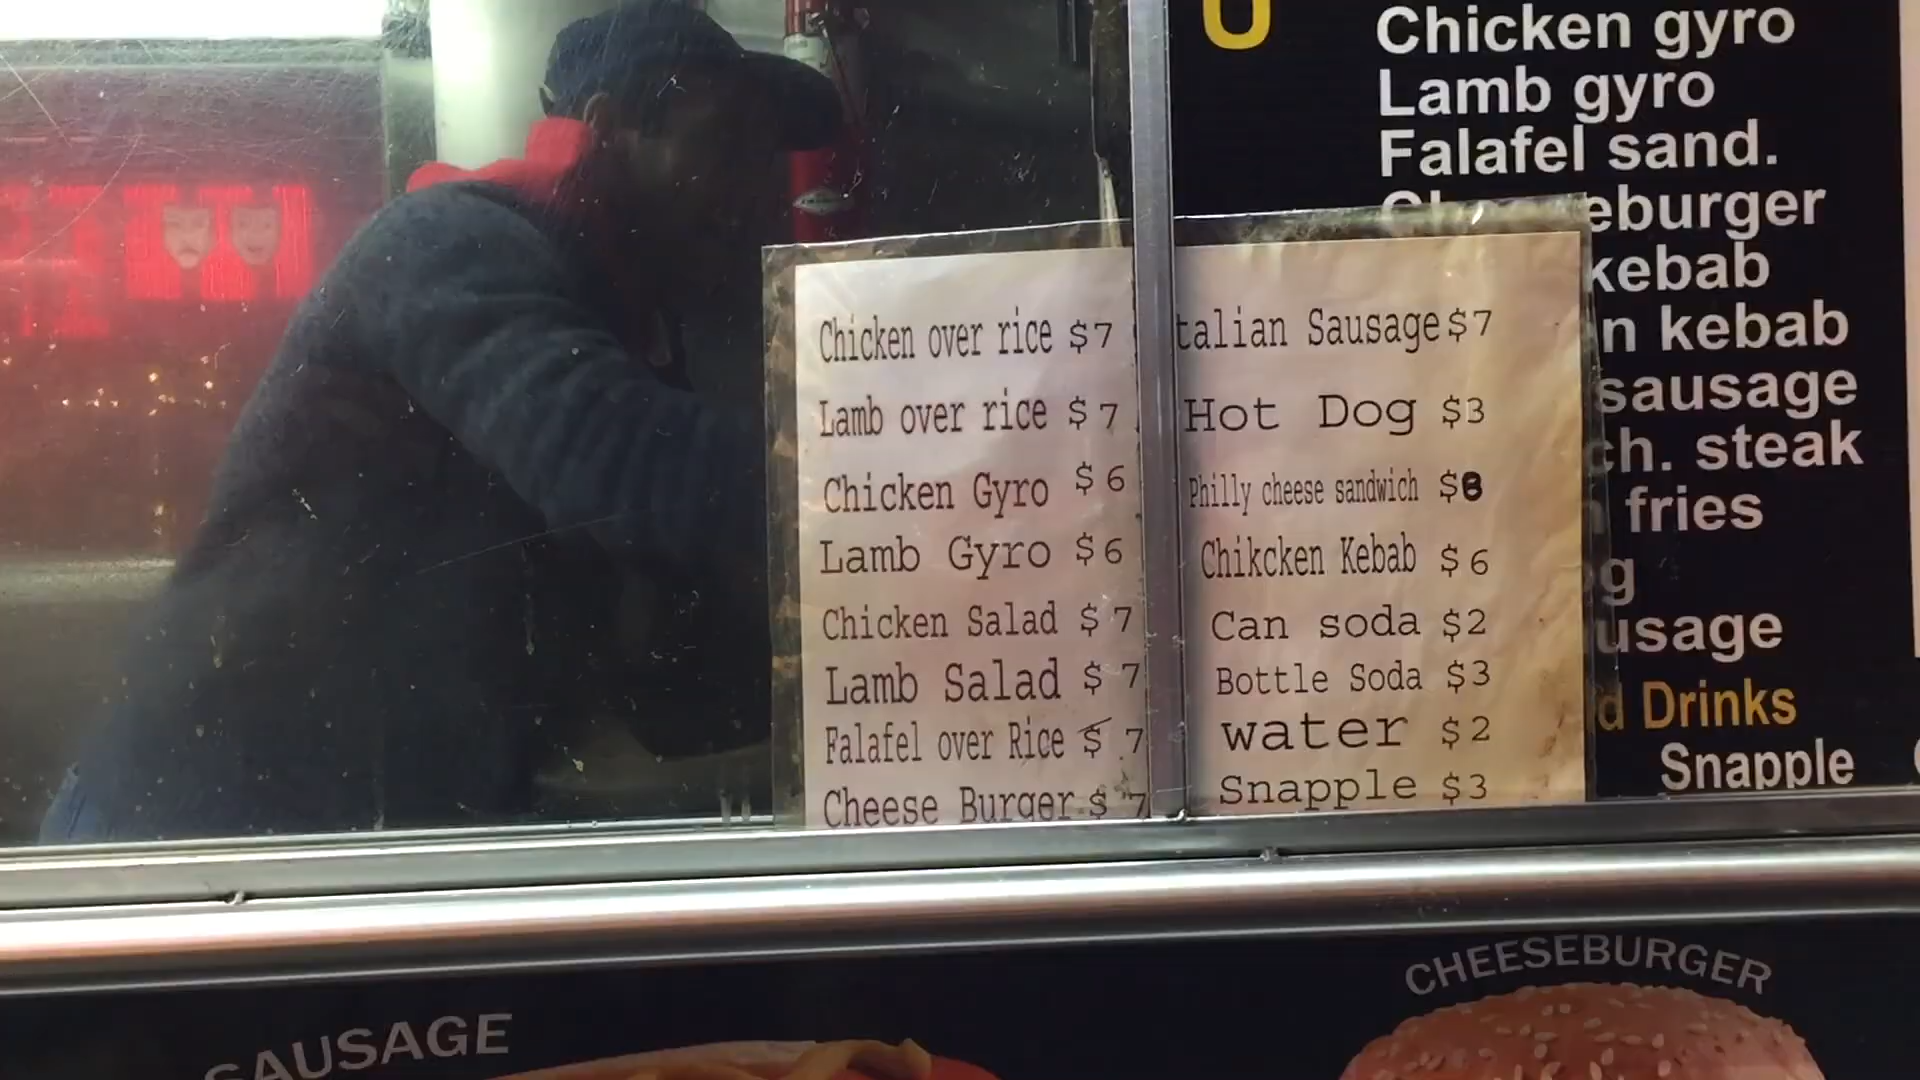 Chicken over rice $7
Lamb over rice $7
Chicken Gyro $6
Lamb Gyro $6
Chicken Salad $7
Lamb Salad $7
Falafel over Rice $7
Cheese Burger $7
talian Sausage $7
Hot Dog $3
Philly cheese sandwich $8
Chikcken Kebab $6
Can soda $2
Bottle Soda $3
water $2
Snapple $3
U
Chicken gyro
Lamb gyro
Falafel sand.
eburger
kebab
n kebab
sausage
ch. steak
fries
g
usage
d Drinks
Snapple
SAUSAGE
CHEESEBURGER